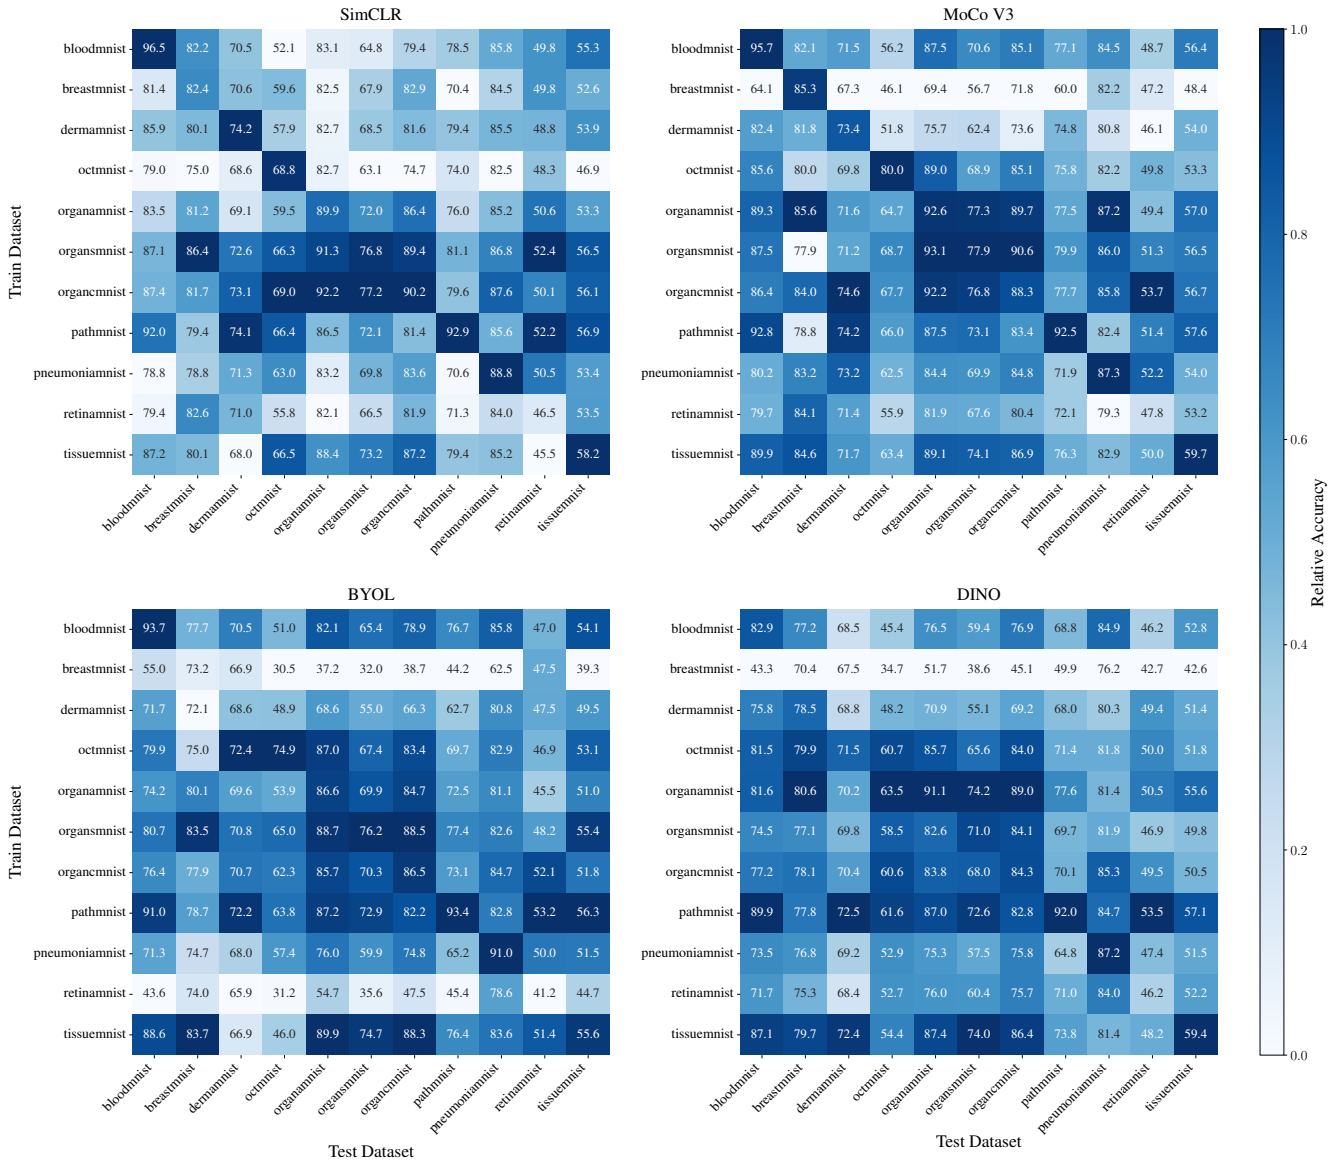 SimCLR
Train Dataset
bloodmnist 96.5 82.2 70.5 52.1 83.1 64.8 79.4 78.5 85.8 49.8 55.3
breastmnist 81.4 82.4 70.6 59.6 82.5 67.9 82.9 70.4 84.5 49.8 52.6
dermamnist 85.9 80.1 74.2 57.9 82.7 68.5 81.6 79.4 85.5 48.8 53.9
octmnist 79.0 75.0 68.6 68.8 82.7 63.1 74.7 74.0 82.5 48.3 46.9
organamnist 83.5 81.2 69.1 59.5 89.9 72.0 86.4 76.0 85.2 50.6 53.3
organsmnist 87.1 86.4 72.6 66.3 91.3 76.8 89.4 81.1 86.8 52.4 56.5
organcmnist 87.4 81.7 73.1 69.0 92.2 77.2 90.2 79.6 87.6 50.1 56.1
pathmnist 92.0 79.4 74.1 66.4 86.5 72.1 81.4 92.9 85.6 52.2 56.9
pneumoniamnist 78.8 78.8 71.3 63.0 83.2 69.8 83.6 70.6 88.8 50.5 53.4
retinamnist 79.4 82.6 71.0 55.8 82.1 66.5 81.9 71.3 84.0 46.5 53.5
tissuemnist 87.2 80.1 68.0 66.5 88.4 73.2 87.2 79.4 85.2 45.5 58.2
bloodmnist breastmnist dermamnist octmnist organamnist organsmnist organcmnist pathmnist pneumoniamnist retinamnist tissuemnist
MoCo V3
95.7 82.1 71.5 56.2 87.5 70.6 85.1 77.1 84.5 48.7 56.4
64.1 85.3 67.3 46.1 69.4 56.7 71.8 60.0 82.2 47.2 48.4
82.4 81.8 73.4 51.8 75.7 62.4 73.6 74.8 80.8 46.1 54.0
85.6 80.0 69.8 80.0 89.0 68.9 85.1 75.8 82.2 49.8 53.3
89.3 85.6 71.6 64.7 92.6 77.3 89.7 77.5 87.2 49.4 57.0
87.5 77.9 71.2 68.7 93.1 77.9 90.6 79.9 86.0 51.3 56.5
86.4 84.0 74.6 67.7 92.2 76.8 88.3 77.7 85.8 53.7 56.7
92.8 78.8 74.2 66.0 87.5 73.1 83.4 92.5 82.4 51.4 57.6
80.2 83.2 73.2 62.5 84.4 69.9 84.8 71.9 87.3 52.2 54.0
79.7 84.1 71.4 55.9 81.9 67.6 80.4 72.1 79.3 47.8 53.2
89.9 84.6 71.7 63.4 89.1 74.1 86.9 76.3 82.9 50.0 59.7
bloodmnist breastmnist dermamnist octmnist organamnist organsmnist organcmnist pathmnist pneumoniamnist retinamnist tissuemnist
BYOL
Train Dataset
bloodmnist 93.7 77.7 70.5 51.0 82.1 65.4 78.9 76.7 85.8 47.0 54.1
breastmnist 55.0 73.2 66.9 30.5 37.2 32.0 38.7 44.2 62.5 47.5 39.3
dermamnist 71.7 72.1 68.6 48.9 68.6 55.0 66.3 62.7 80.8 47.5 49.5
octmnist 79.9 75.0 72.4 74.9 87.0 67.4 83.4 69.7 82.9 46.9 53.1
organamnist 74.2 80.1 69.6 53.9 86.6 69.9 84.7 72.5 81.1 45.5 51.0
organsmnist 80.7 83.5 70.8 65.0 88.7 76.2 88.5 77.4 82.6 48.2 55.4
organcmnist 76.4 77.9 70.7 62.3 85.7 70.3 86.5 73.1 84.7 52.1 51.8
pathmnist 91.0 78.7 72.2 63.8 87.2 72.9 82.2 93.4 82.8 53.2 56.3
pneumoniamnist 71.3 74.7 68.0 57.4 76.0 59.9 74.8 65.2 91.0 50.0 51.5
retinamnist 43.6 74.0 65.9 31.2 54.7 35.6 47.5 45.4 78.6 41.2 44.7
tissuemnist 88.6 83.7 66.9 46.0 89.9 74.7 88.3 76.4 83.6 51.4 55.6
bloodmnist breastmnist dermamnist octmnist organamnist organsmnist organcmnist pathmnist pneumoniamnist retinamnist tissuemnist
Test Dataset
DINO
82.9 77.2 68.5 45.4 76.5 59.4 76.9 68.8 84.9 46.2 52.8
43.3 70.4 67.5 34.7 51.7 38.6 45.1 49.9 76.2 42.7 42.6
75.8 78.5 68.8 48.2 70.9 55.1 69.2 68.0 80.3 49.4 51.4
81.5 79.9 71.5 60.7 85.7 65.6 84.0 71.4 81.8 50.0 51.8
81.6 80.6 70.2 63.5 91.1 74.2 89.0 77.6 81.4 50.5 55.6
74.5 77.1 69.8 58.5 82.6 71.0 84.1 69.7 81.9 46.9 49.8
77.2 78.1 70.4 60.6 83.8 68.0 84.3 70.1 85.3 49.5 50.5
89.9 77.8 72.5 61.6 87.0 72.6 82.8 92.0 84.7 53.5 57.1
73.5 76.8 69.2 52.9 75.3 57.5 75.8 64.8 87.2 47.4 51.5
71.7 75.3 68.4 52.7 76.0 60.4 75.7 71.0 84.0 46.2 52.2
87.1 79.7 72.4 54.4 87.4 74.0 86.4 73.8 81.4 48.2 59.4
bloodmnist breastmnist dermamnist octmnist organamnist organsmnist organcmnist pathmnist pneumoniamnist retinamnist tissuemnist
Test Dataset
1.0
0.8
0.6
0.4
0.2
0.0
Relative Accuracy